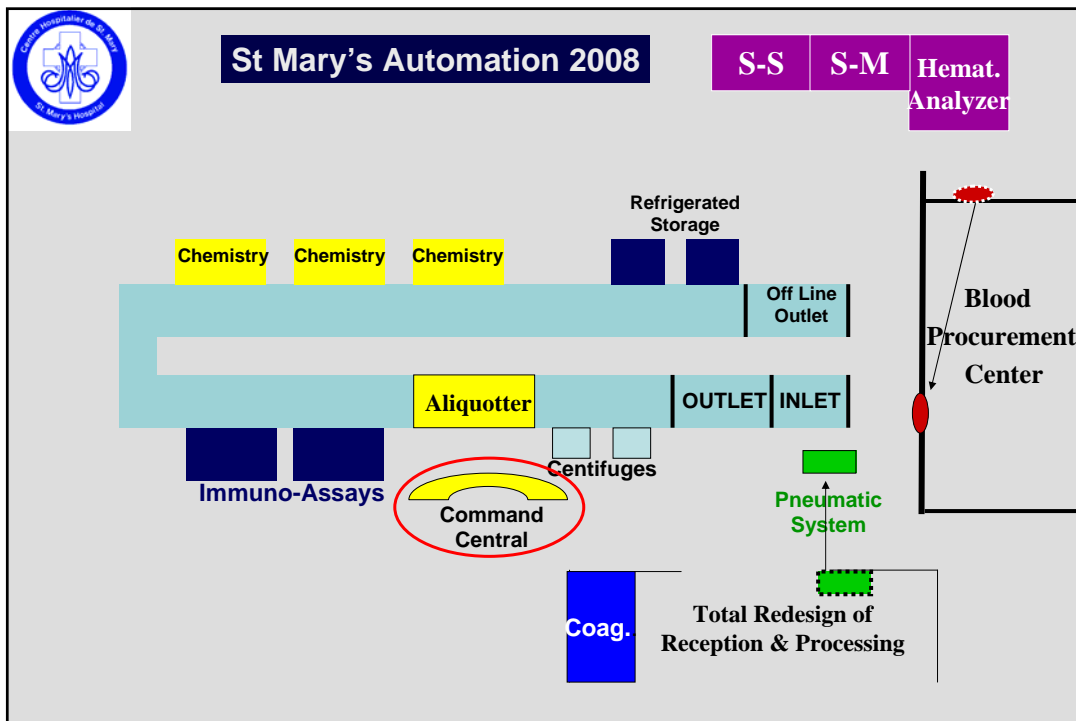 Centre Hospitalier de St. Mary
St. Mary's Hospital
St Mary's Automation 2008
S-S
S-M
Hemat.
Analyzer
Refrigerated
Storage
Chemistry
Chemistry
Chemistry
Off Line
Outlet
Blood
Procurement
Center
Aliquotter
OUTLET
INLET
Centifuges
Immuno-Assays
Command
Central
Pneumatic
System
Coag.
Total Redesign of
Reception & Processing